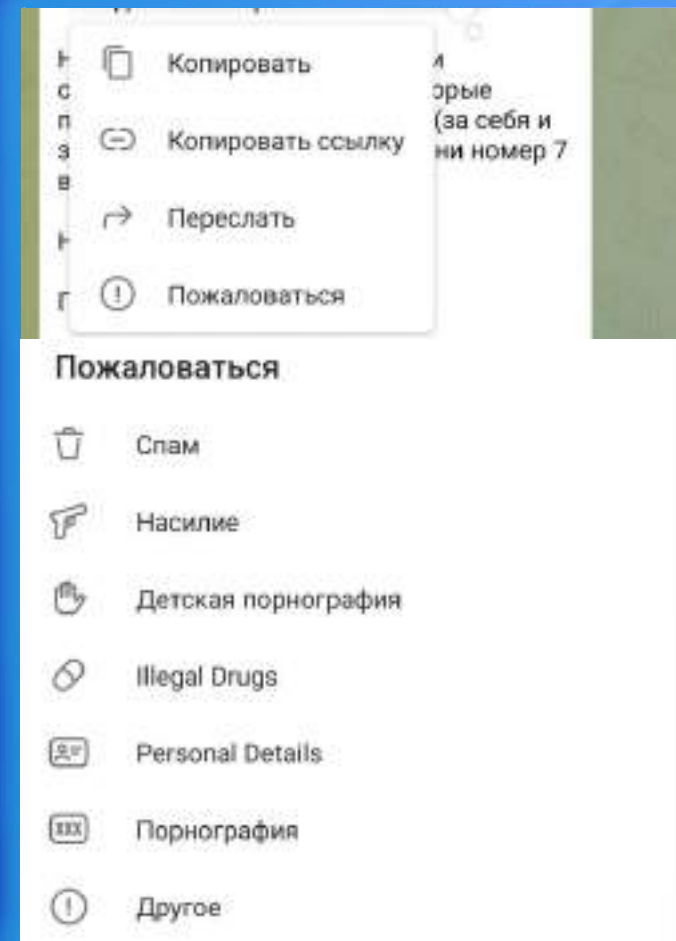 Копировать
орые
Копировать ссылку
(за себя и
ни номер 7
Переслать
Пожаловаться
Пожаловаться
Спам
Насилие
Детская порнография
Illegal Drugs
Personal Details
XXX
Порнография
Другое